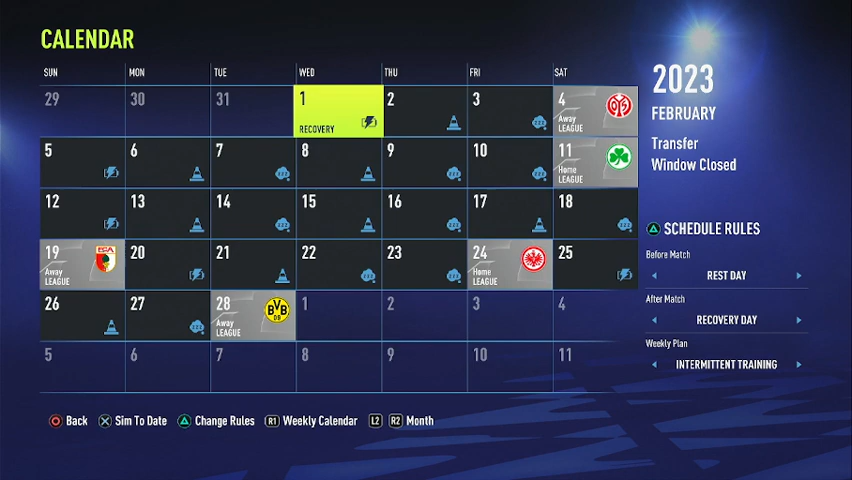 CALENDAR
SUN MON TUE WED THU FRI SAT
29 30 31 1 2 3 4
RECOVERY
Away
LEAGUE
5 6 7 8 9 10 11
Home
LEAGUE
12 13 14 15 16 17 18
19 20 21 22 23 24 25
Away
LEAGUE
Home
LEAGUE
26 27 28 1 2 3 4
Away
LEAGUE
BVB
09
5 6 7 8 9 10 11
2023
FEBRUARY
Transfer
Window Closed
SCHEDULE RULES
Before Match
REST DAY
After Match
RECOVERY DAY
Weekly Plan
INTERMITTENT TRAINING
Back Sim To Date Change Rules R1 Weekly Calendar L2 R2 Month